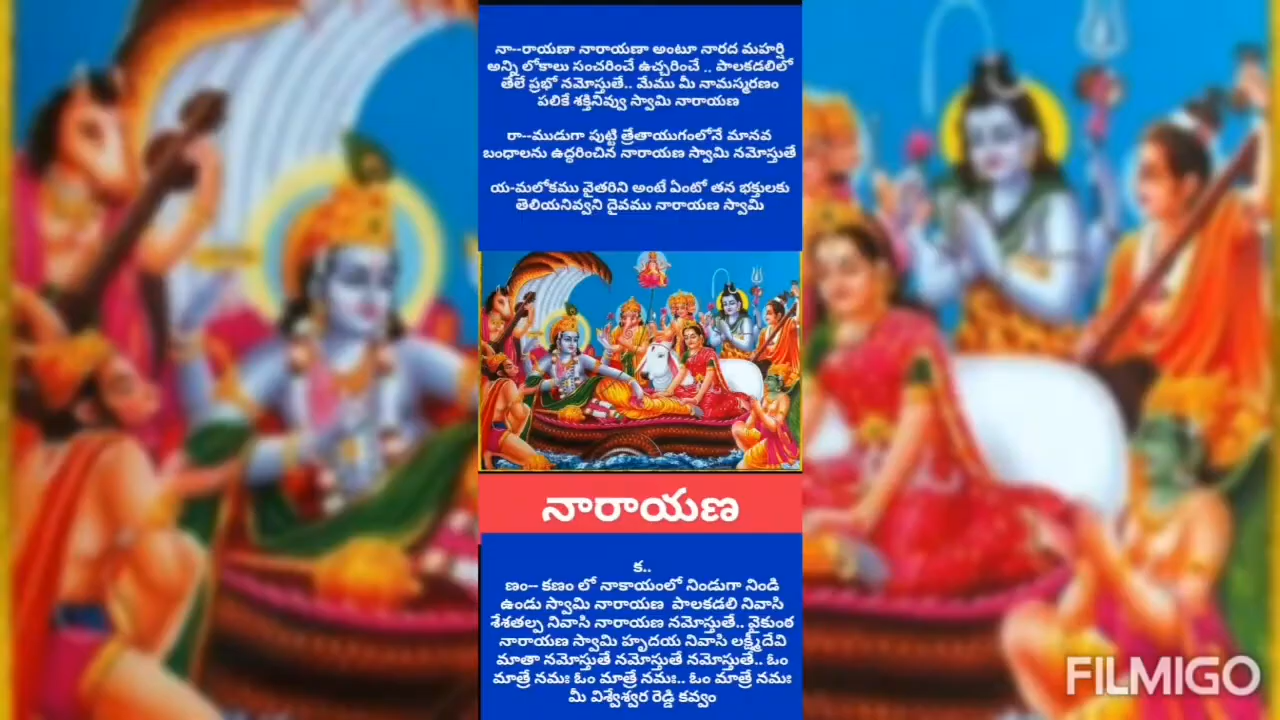 నా--రాయణా నారాయణా అంటూ నారద మహర్షి
అన్ని లోకాలు సంచరించే ఉచ్చరించే .. పాలకడలిలో
తేలే ప్రభో నమోస్తుతే.. మేము మీ నామస్మరణం
పలికే శక్తినివ్వు స్వామి నారాయణ
రా--ముడుగా పుట్టి త్రేతాయుగంలోనే మానవ
బంధాలను ఉద్ధరించిన నారాయణ స్వామి నమోస్తుతే
య-మలోకము వైతరిని అంటే ఏంటో తన భక్తులకు
తెలియనివ్వని దైవము నారాయణ స్వామి
నారాయణ
క..
ణం-- కణం లో నాకాయంలో నిండుగా నిండి
ఉండు స్వామి నారాయణ పాలకడలి నివాసి
శేశతల్ప నివాసి నారాయణ నమోస్తుతే.. వైకుంఠ
నారాయణ స్వామి హృదయ నివాసి లక్ష్మీదేవి
మాతా నమోస్తుతే నమోస్తుతే నమోస్తుతే.. ఓం
మాత్రే నమః ఓం మాత్రే నమః.. ఓం మాత్రే నమః
మీ విశ్వేశ్వర రెడ్డి కవ్వం
FILMIGO